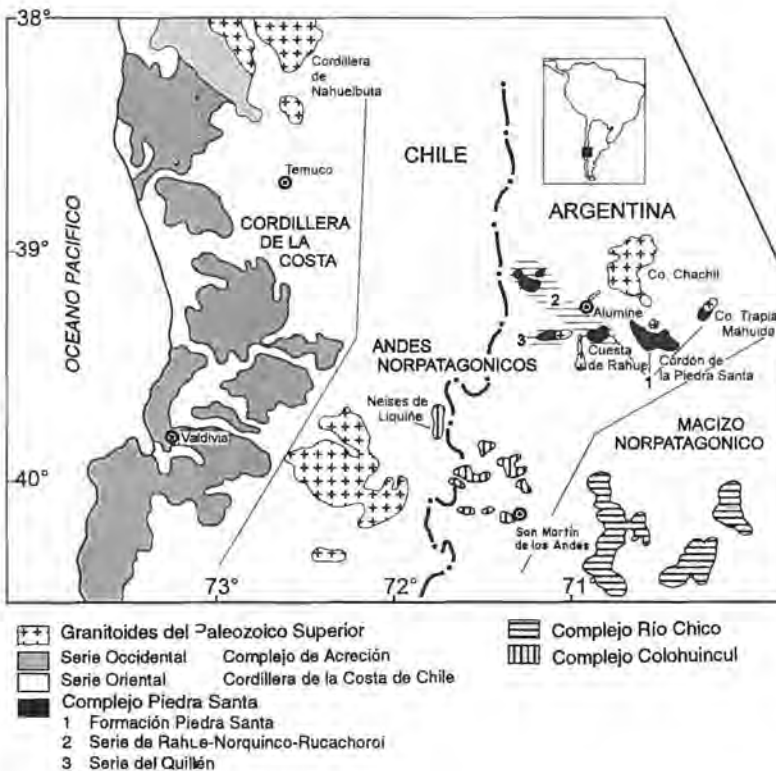 38°
Cordillera
de
Nahuelbuta
Temuco
CHILE
ARGENTINA
OCEANO PACIFICO
39°
CORDILLERA
DE LA
COSTA
2
Co. Chachil
Alumine
3
Cuesta
de Rahue
Co. Trapial
Mahuida
Cordón de
la Piedra Santa
1
ANDES
NORPATAGONICOS
Neises de
Liquiñe
MACIZO
NORPATAGONICO
Valdivia
40°
San Martín
de los Andes
73°
72°
71°
Granitoides del Paleozoico Superior
Serie Occidental Complejo de Acreción
Serie Oriental Cordillera de la Costa de Chile
Complejo Piedra Santa
1 Formación Piedra Santa
2 Serie de Rahue-Norquinco-Rucachoroi
3 Serie del Quillén
Complejo Río Chico
Complejo Colohuincul